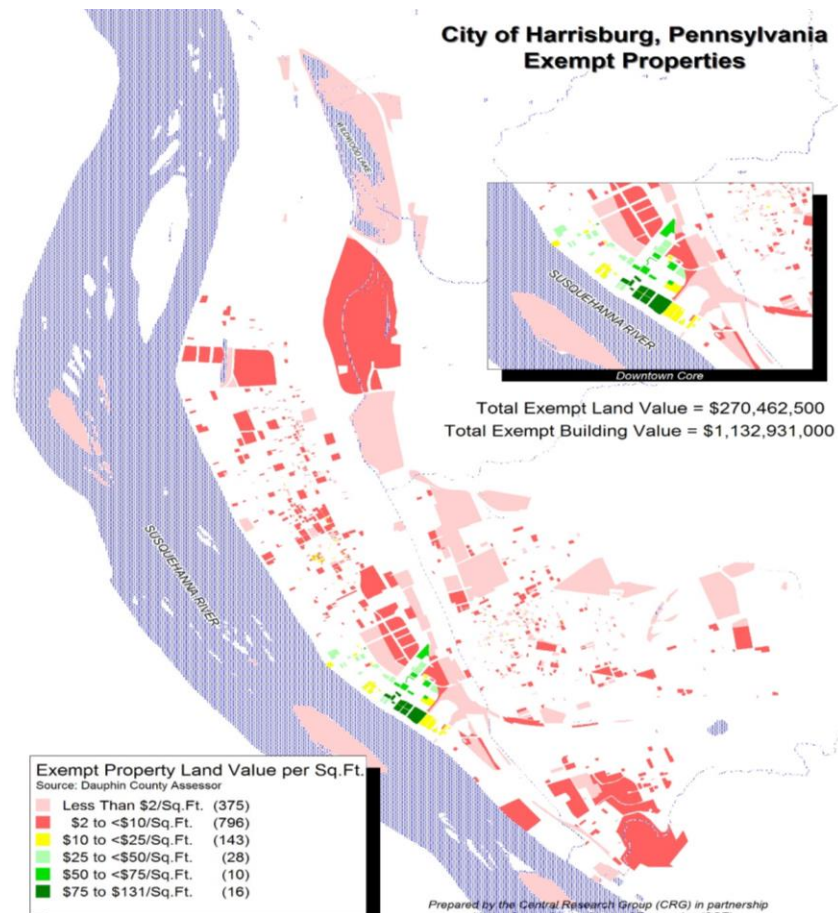 City of Harrisburg, Pennsylvania
Exempt Properties
WILDWOOD LAKE
SUSQUEHANNA RIVER
Downtown Core
Total Exempt Land Value = $270,462,500
Total Exempt Building Value = $1,132,931,000
SUSQUEHANNA RIVER
Exempt Property Land Value per Sq.Ft.
Source: Dauphin County Assessor
Less Than $2/Sq.Ft. (375)
$2 to <$10/Sq.Ft. (796)
$10 to <$25/Sq.Ft. (143)
$25 to <$50/Sq.Ft. (28)
$50 to <$75/Sq.Ft. (10)
$75 to $131/Sq.Ft. (16)
Prepared by the Central Research Group (CRG) in partnership